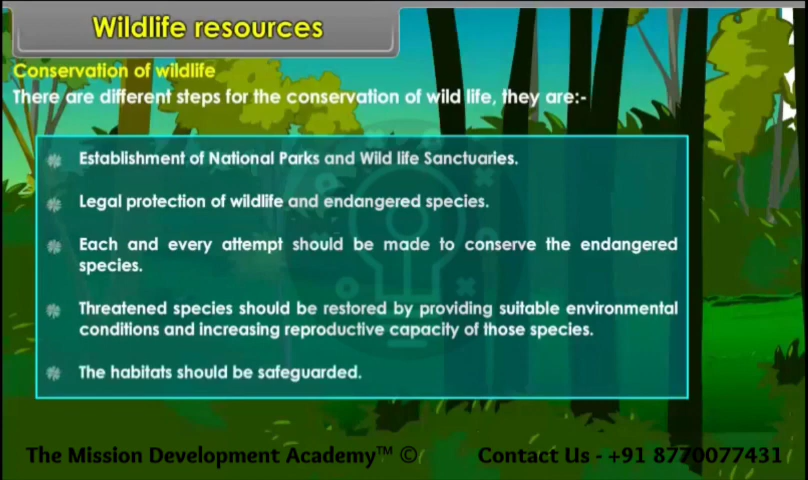 Wildlife resources
Conservation of wildlife
There are different steps for the conservation of wild life, they are:-
Establishment of National Parks and Wild life Sanctuaries.
Legal protection of wildlife and endangered species.
Each and every attempt should be made to conserve the endangered
species.
Threatened species should be restored by providing suitable environmental
conditions and increasing reproductive capacity of those species.
The habitats should be safeguarded.
The Mission Development Academy™ © Contact Us - +91 8770077431